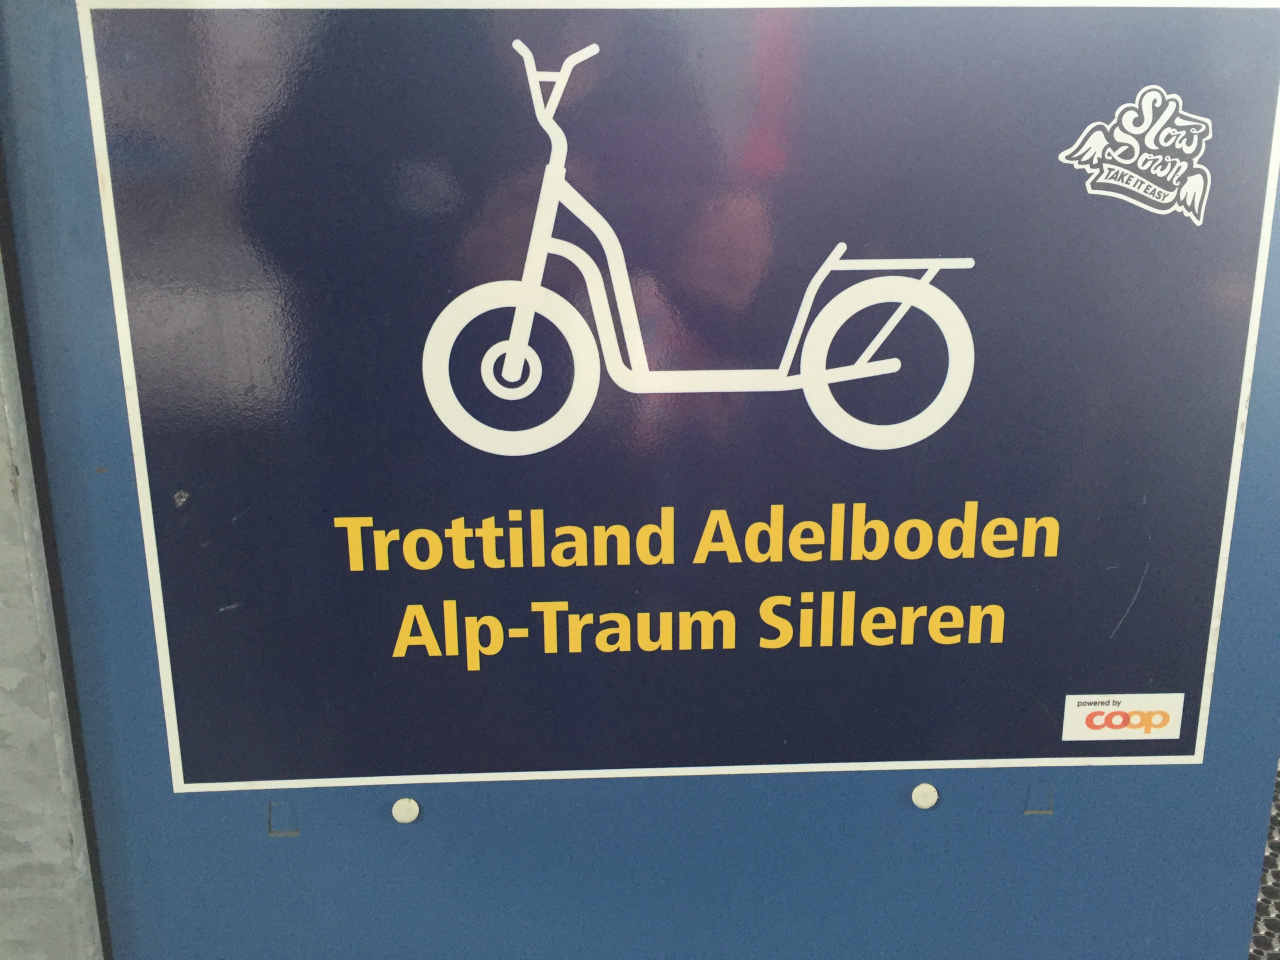 Slow
Down
TAKE IT EASY
Trottiland Adelboden
Alp-Traum Silleren
powered by
coop